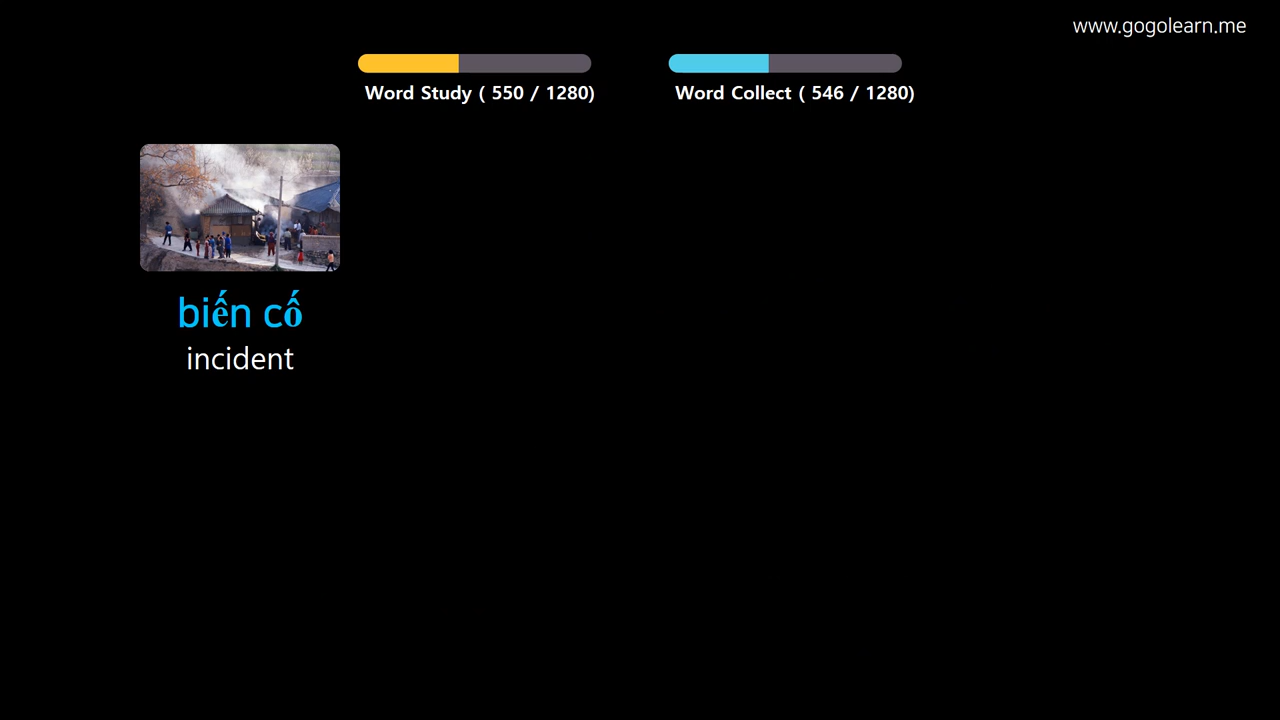 www.gogolearn.me
Word Study ( 550 / 1280)
Word Collect ( 546 / 1280)
biến cố
incident